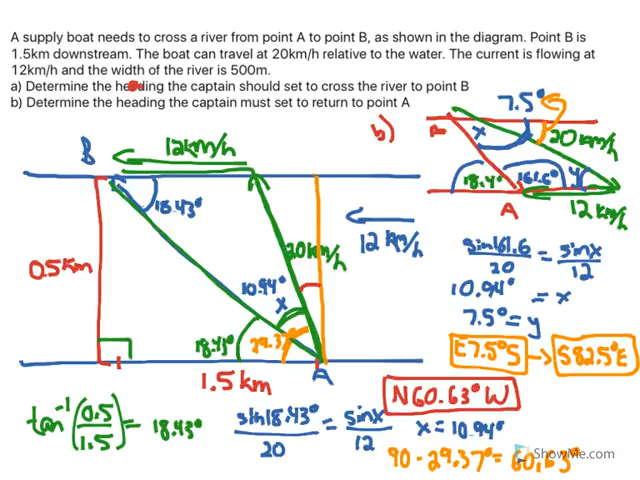 A supply boat needs to cross a river from point A to point B, as shown in the diagram. Point B is
1.5km downstream. The boat can travel at 20km/h relative to the water. The current is flowing at
12km/h and the width of the river is 500m.
a) Determine the heading the captain should set to cross the river to point B
b) Determine the heading the captain must set to return to point A
b)
7.5°
B
x
20km/h
18.4°
161.6°
y
A
12km/h
B
12km/h
18.43°
12 km/h
0.5km
20km/h
10.94°
x
18.43°
29.37
1.5km
A
sin161.6/20 = sinx/12
10.94° = x
7.5° = y
E7.5°S → S82.5°E
N60.63°W
tan⁻¹(0.5/1.5) = 18.43°
sin18.43°/20 = sinx/12
x = 10.94°
90 - 29.37° = 60.63°
ShowMe.com